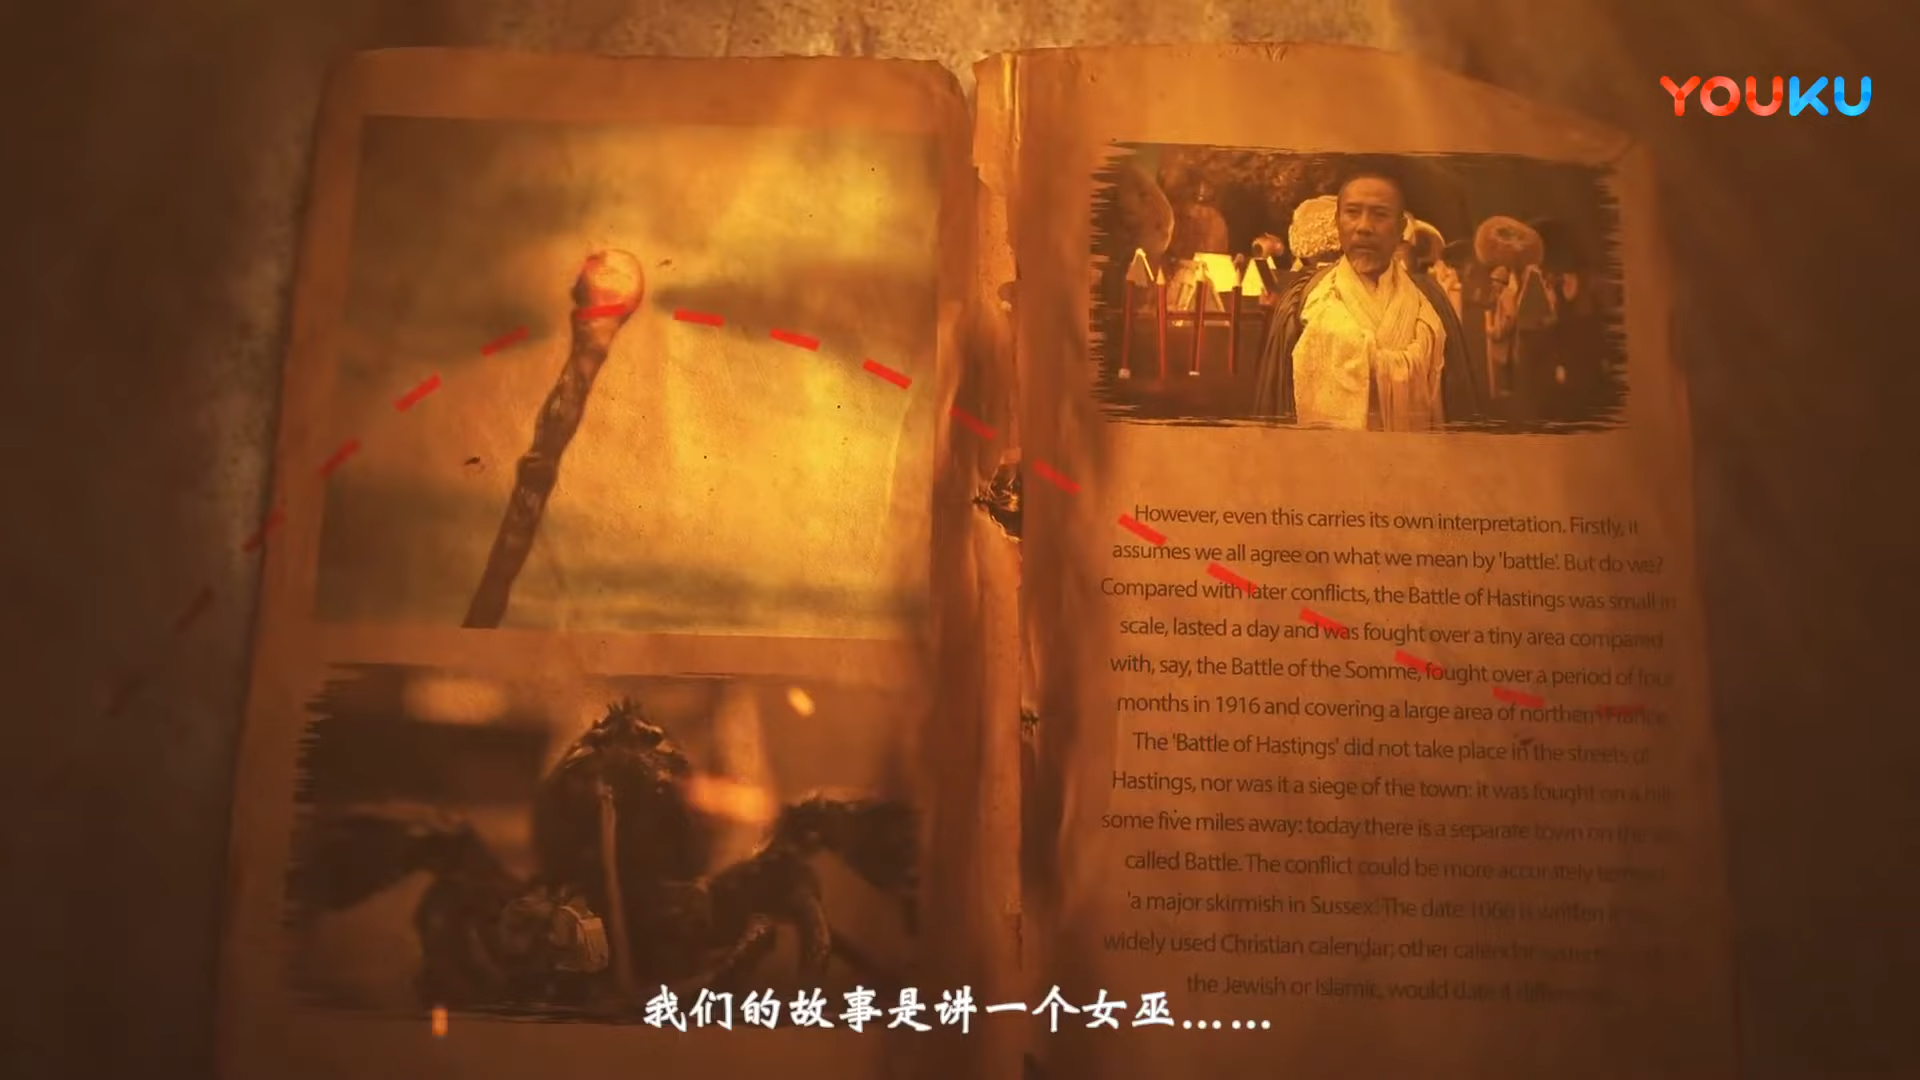 YOUKU
However, even this carries its own interpretation. Firstly, it
assumes we all agree on what we mean by 'battle'. But do we?
Compared with later conflicts, the Battle of Hastings was small in
scale, lasted a day and was fought over a tiny area compared
with, say, the Battle of the Somme, fought over a period of four
months in 1916 and covering a large area of northern France
The 'Battle of Hastings' did not take place in the streets of
Hastings, nor was it a siege of the town: it was fought on a hill
some five miles away: today there is a separate town on the
called Battle. The conflict could be more accurately termed
'a major skirmish in Sussex'. The date 1066 is written
widely used Christian calendar; other calendar
the Jewish or Islamic, would date it
我们的故事是讲一个女巫……